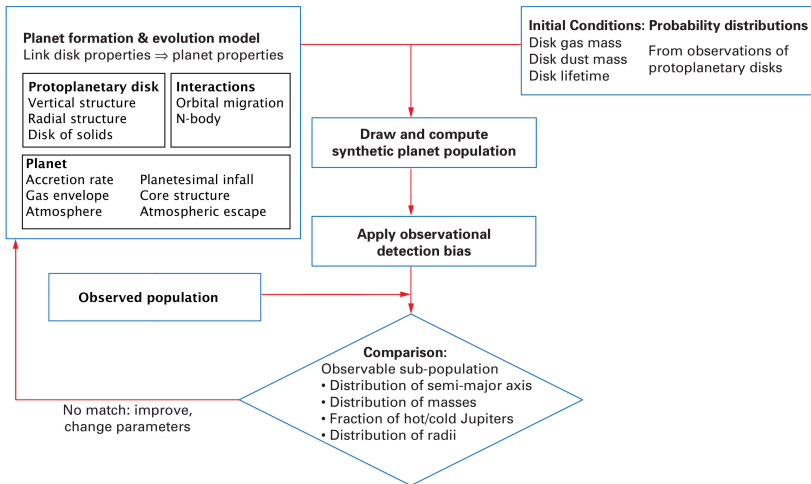 Planet formation & evolution model
Link disk properties ⇒ planet properties
Protoplanetary disk
Vertical structure
Radial structure
Disk of solids
Interactions
Orbital migration
N-body
Planet
Accretion rate Planetesimal infall
Gas envelope Core structure
Atmosphere Atmospheric escape
Initial Conditions: Probability distributions
Disk gas mass
Disk dust mass
Disk lifetime
From observations of
protoplanetary disks
Draw and compute
synthetic planet population
Apply observational
detection bias
Observed population
Comparison:
Observable sub-population
• Distribution of semi-major axis
• Distribution of masses
• Fraction of hot/cold Jupiters
• Distribution of radii
No match: improve,
change parameters